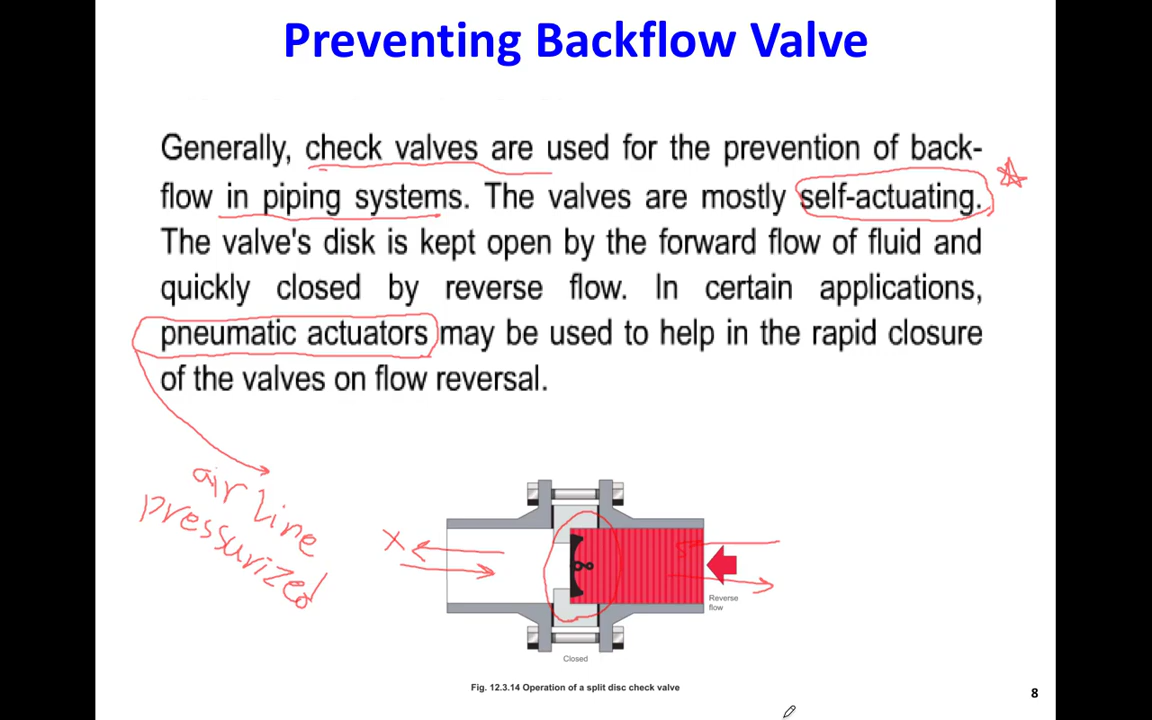 Preventing Backflow Valve
Generally, check valves are used for the prevention of back-
flow in piping systems. The valves are mostly self-actuating.
The valve's disk is kept open by the forward flow of fluid and
quickly closed by reverse flow. In certain applications,
pneumatic actuators may be used to help in the rapid closure
of the valves on flow reversal.
air line
pressurized
X
Reverse
flow
Closed
Fig. 12.3.14 Operation of a split disc check valve
8